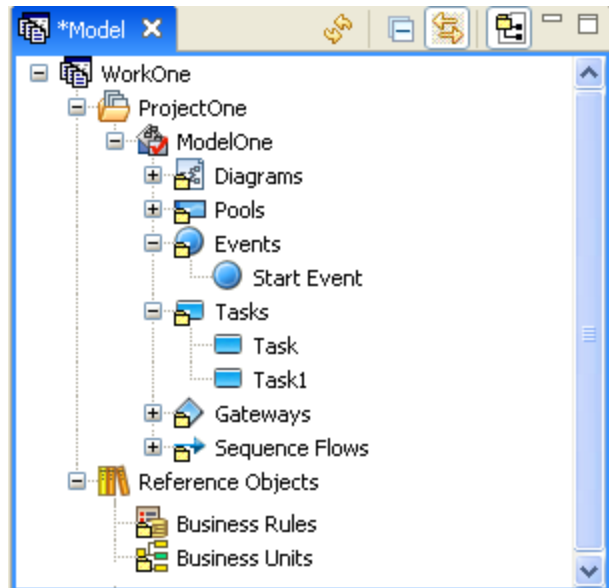 *Model
WorkOne
ProjectOne
ModelOne
Diagrams
Pools
Events
Start Event
Tasks
Task
Task1
Gateways
Sequence Flows
Reference Objects
Business Rules
Business Units